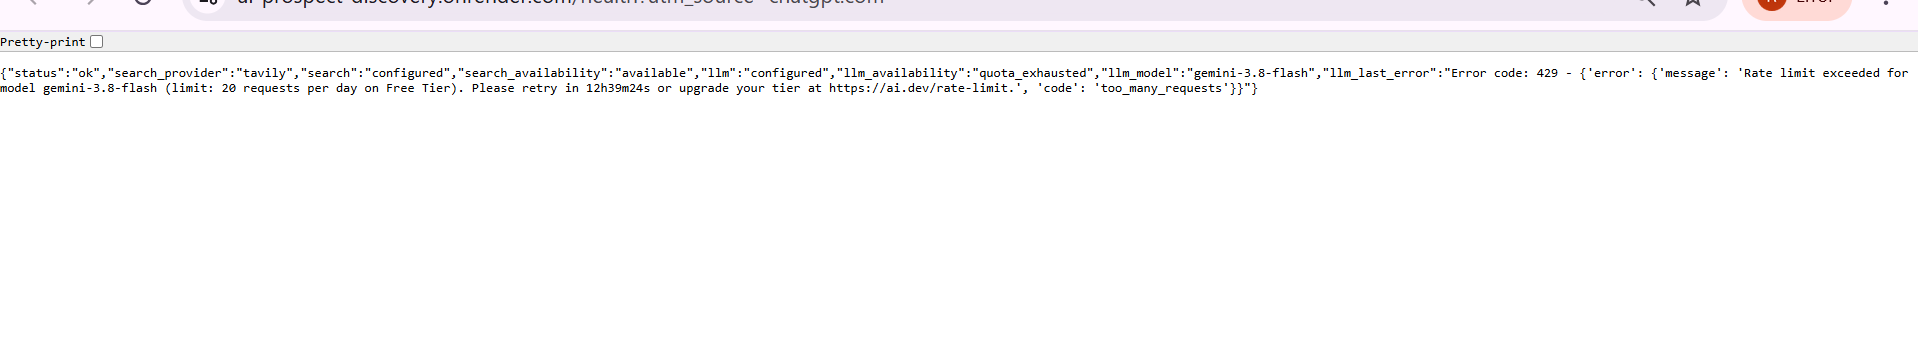 Pretty-print
{"status":"ok","search_provider":"tavily","search":"configured","search_availability":"available","llm":"configured","llm_availability":"quota_exhausted","llm_model":"gemini-3.8-flash","llm_last_error":"Error code: 429 - {'error': {'message': 'Rate limit exceeded for
model gemini-3.8-flash (limit: 20 requests per day on Free Tier). Please retry in 12h39m24s or upgrade your tier at https://ai.dev/rate-limit.', 'code': 'too_many_requests'}}"}